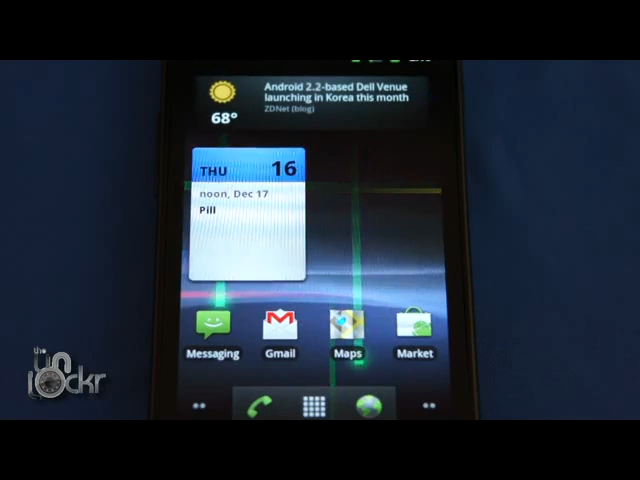 Android 2.2-based Dell Venue
launching in Korea this month
ZDNet (blog)
68°
THU 16
noon, Dec 17
Pill
Messaging Gmail Maps Market
the
unlockr